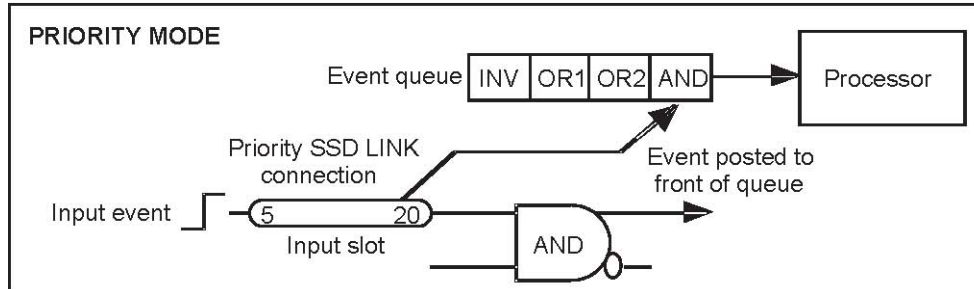 PRIORITY MODE
Event queue
INV OR1 OR2 AND
Processor
Priority SSD LINK
connection
Event posted to
front of queue
Input event
5 20
Input slot
AND